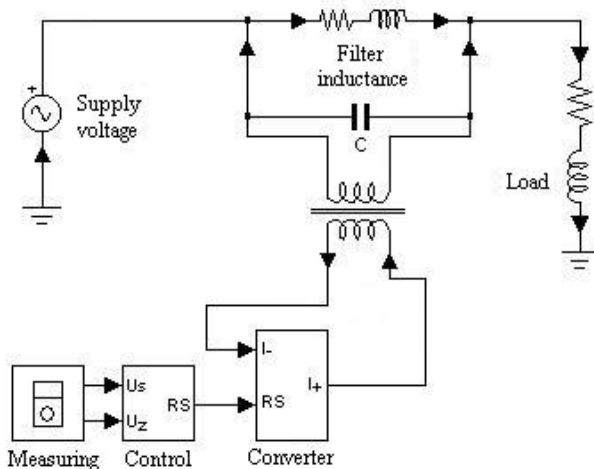 +
Supply
voltage
Filter
inductance
C
Load
Us
Uz
RS
I-
RS
I+
Measuring
Control
Converter